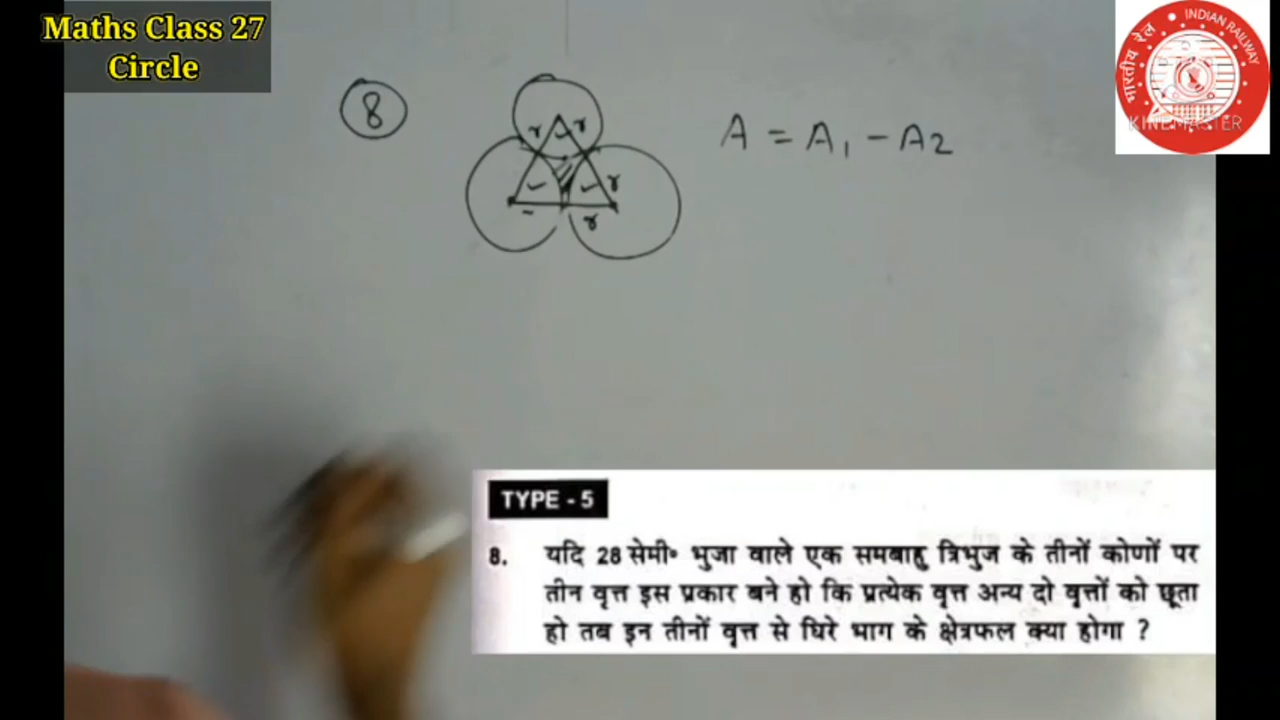 Maths Class 27
Circle
INDIAN RAILWAY
भारतीय रेल
KINEMASTER
8
r r
r
r
A = A1 - A2
TYPE - 5
8. यदि 28 सेमी॰ भुजा वाले एक समबाहु त्रिभुज के तीनों कोणों पर
तीन वृत्त इस प्रकार बने हो कि प्रत्येक वृत्त अन्य दो वृत्तों को छूता
हो तब इन तीनों वृत्त से घिरे भाग के क्षेत्रफल क्या होगा ?